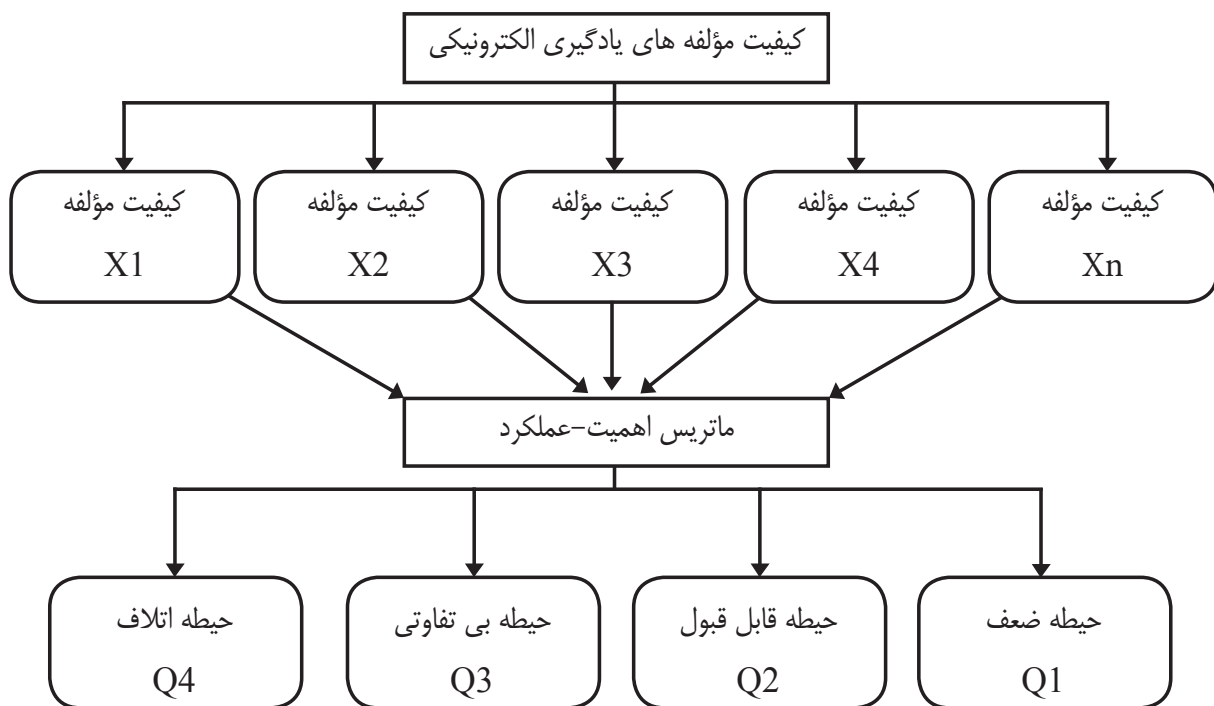 کیفیت مؤلفه های یادگیری الکترونیکی
کیفیت مؤلفه
X1
کیفیت مؤلفه
X2
کیفیت مؤلفه
X3
کیفیت مؤلفه
X4
کیفیت مؤلفه
Xn
ماتریس اهمیت-عملکرد
حیطه ضعف
Q1
حیطه قابل قبول
Q2
حیطه بی تفاوتی
Q3
حیطه اتلاف
Q4